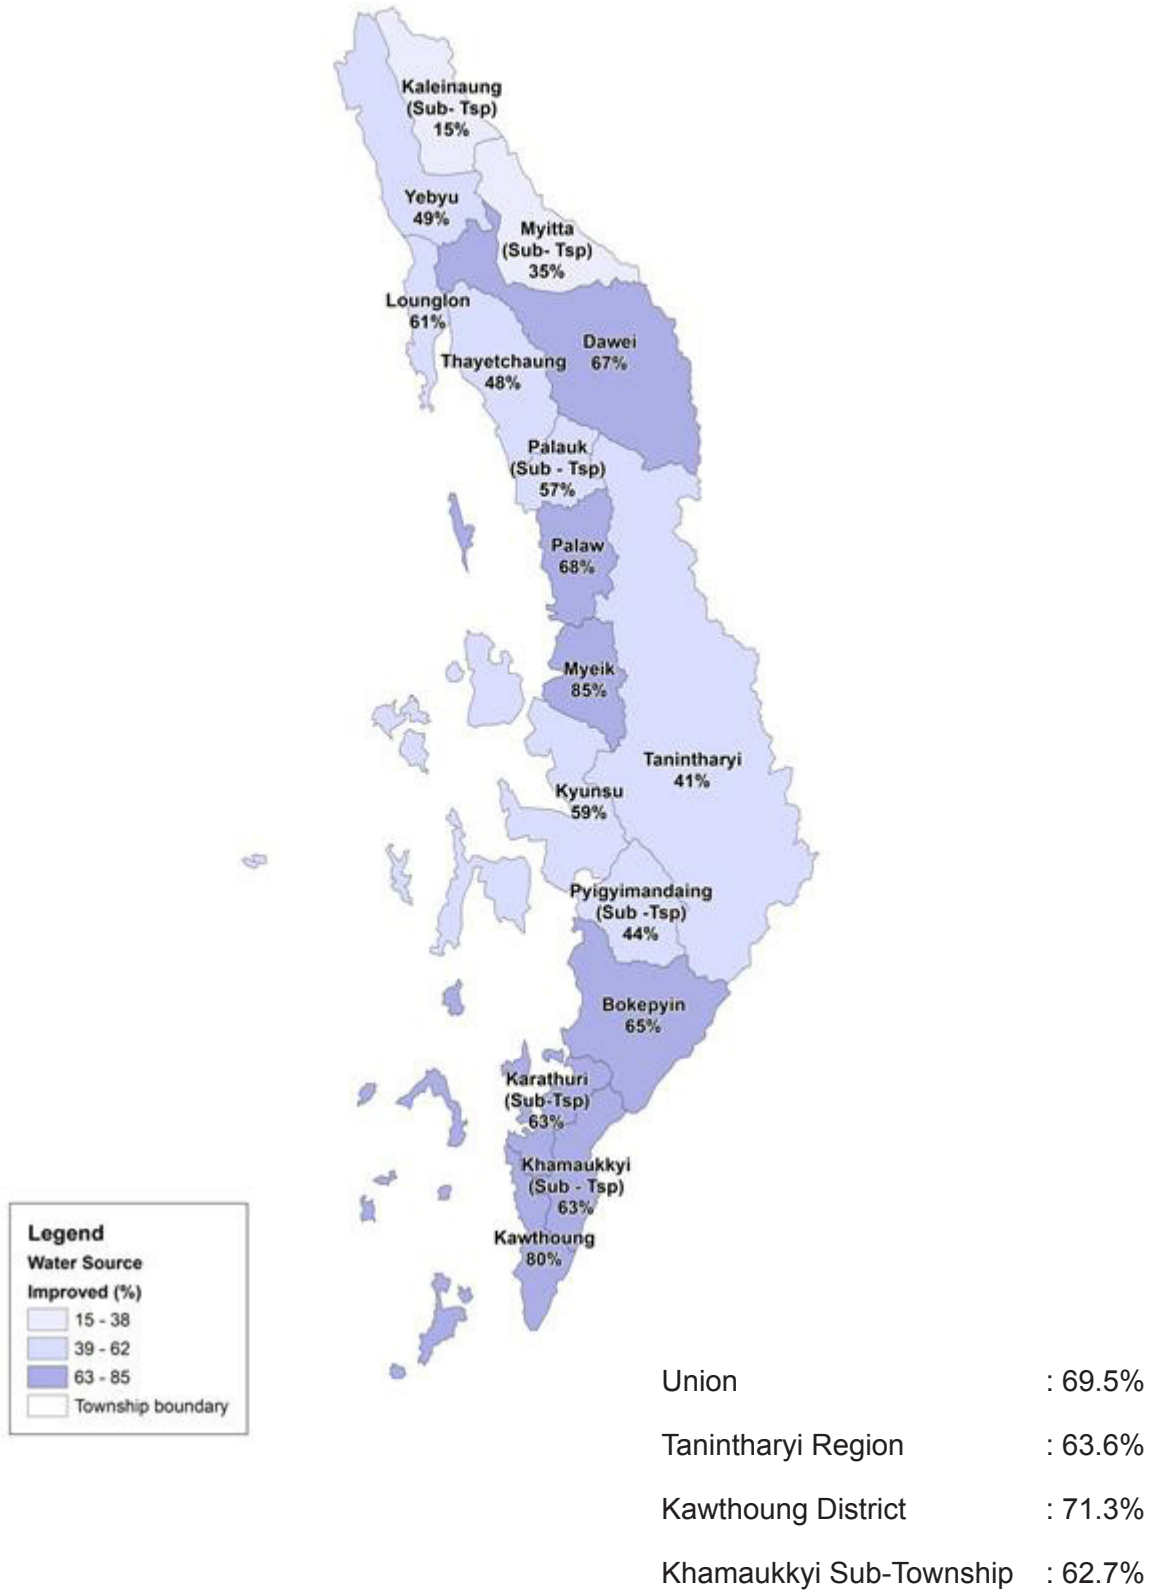 Kaleinaung
(Sub- Tsp)
15%
Yebyu
49%
Myitta
(Sub- Tsp)
35%
Lounglon
61%
Dawei
67%
Thayetchaung
48%
Palauk
(Sub - Tsp)
57%
Palaw
68%
Myeik
85%
Tanintharyi
41%
Kyunsu
59%
Pyigyimandaing
(Sub -Tsp)
44%
Bokepyin
65%
Karathuri
(Sub-Tsp)
63%
Khamaukkyi
(Sub - Tsp)
63%
Kawthoung
80%
Legend
Water Source
Improved (%)
15 - 38
39 - 62
63 - 85
Township boundary
Union : 69.5%
Tanintharyi Region : 63.6%
Kawthoung District : 71.3%
Khamaukkyi Sub-Township : 62.7%